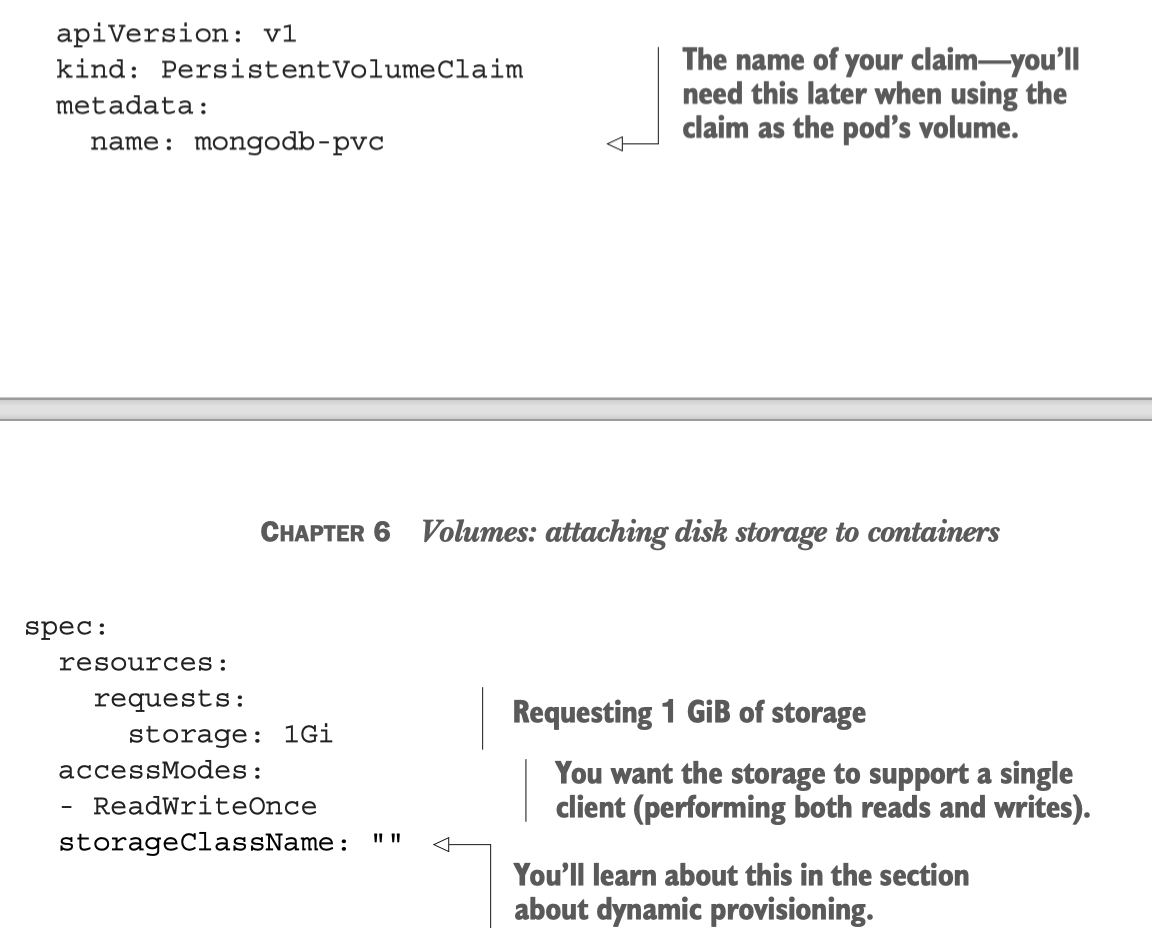 apiVersion: v1
kind: PersistentVolumeClaim
metadata:
  name: mongodb-pvc
The name of your claim—you'll
need this later when using the
claim as the pod's volume.
CHAPTER 6 Volumes: attaching disk storage to containers
spec:
  resources:
    requests:
      storage: 1Gi
Requesting 1 GiB of storage
  accessModes:
  - ReadWriteOnce
You want the storage to support a single
client (performing both reads and writes).
  storageClassName: ""
You'll learn about this in the section
about dynamic provisioning.